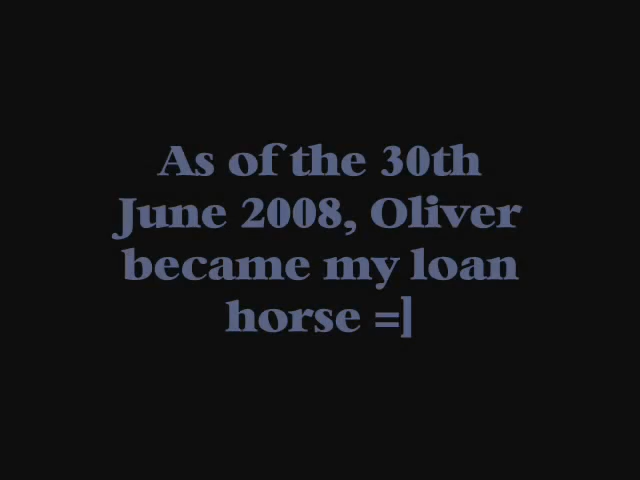 As of the 30th
June 2008, Oliver
became my loan
horse =]